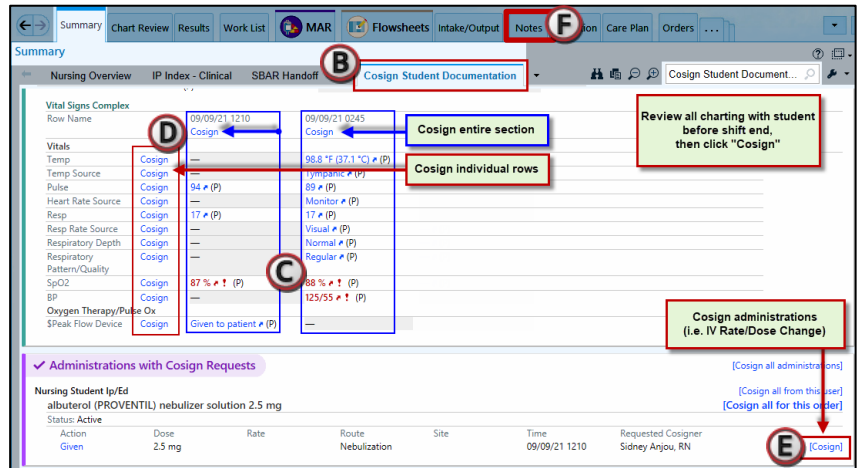 Summary Chart Review Results Work List MAR Flowsheets Intake/Output Notes F on Care Plan Orders ...
Summary
B
Nursing Overview IP Index - Clinical SBAR Handoff Cosign Student Documentation Cosign Student Document...
Vital Signs Complex
Row Name 09/09/21 1210 09/09/21 0245
D Cosign Cosign
Cosign entire section
Review all charting with student
before shift end,
then click "Cosign"
Vitals
Temp Cosign — 98.8 °F (37.1 °C) (P)
Temp Source Cosign — Tympanic (P)
Cosign individual rows
Pulse Cosign 94 (P) 89 (P)
Heart Rate Source Cosign — Monitor (P)
Resp Cosign 17 (P) 17 (P)
Resp Rate Source Cosign — Visual (P)
Respiratory Depth Cosign — Normal (P)
Respiratory Cosign — Regular (P)
Pattern/Quality
C
SpO2 Cosign 87 % ! (P) 88 % ! (P)
BP Cosign — 125/55 ! (P)
Oxygen Therapy/Pulse Ox
$Peak Flow Device Cosign Given to patient (P) —
Cosign administrations
(i.e. IV Rate/Dose Change)
Administrations with Cosign Requests [Cosign all administrations]
Nursing Student Ip/Ed [Cosign all from this user]
albuterol (PROVENTIL) nebulizer solution 2.5 mg [Cosign all for this order]
Status: Active
Action Dose Rate Route Site Time Requested Cosigner
Given 2.5 mg Nebulization 09/09/21 1210 Sidney Anjou, RN E [Cosign]